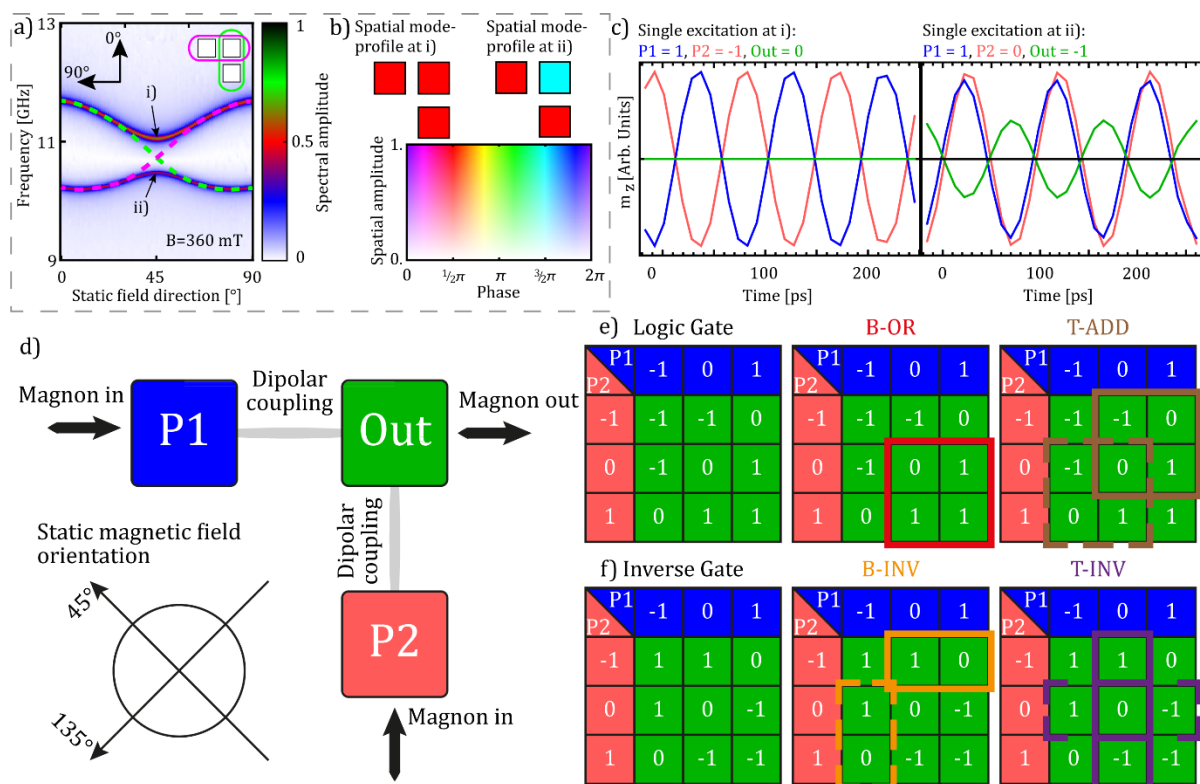 a)
13
11
9
Frequency [GHz]
0°
90°
i)
ii)
B=360 mT
0
45
90
Static field direction [°]
1
0.5
0
Spectral amplitude
b) Spatial mode-
profile at i)
Spatial mode-
profile at ii)
1.
0.
Spatial amplitude
0
½π
π
³⁄₂π
2π
Phase
c) Single excitation at i):
P1 = 1, P2 = -1, Out = 0
Single excitation at ii):
P1 = 1, P2 = 0, Out = -1
m z [Arb. Units]
0
100
200
Time [ps]
0
100
200
Time [ps]
d)
Magnon in
P1
Dipolar
coupling
Out
Magnon out
Dipolar
coupling
P2
Magnon in
Static magnetic field
orientation
45°
135°
e) Logic Gate
P1 -1 0 1
P2
-1 -1 -1 0
0 -1 0 1
1 0 1 1
B-OR
P1 -1 0 1
P2
-1 -1 -1 0
0 -1 0 1
1 0 1 1
T-ADD
P1 -1 0 1
P2
-1 -1 -1 0
0 -1 0 1
1 0 1 1
f) Inverse Gate
P1 -1 0 1
P2
-1 1 1 0
0 1 0 -1
1 0 -1 -1
B-INV
P1 -1 0 1
P2
-1 1 1 0
0 1 0 -1
1 0 -1 -1
T-INV
P1 -1 0 1
P2
-1 1 1 0
0 1 0 -1
1 0 -1 -1